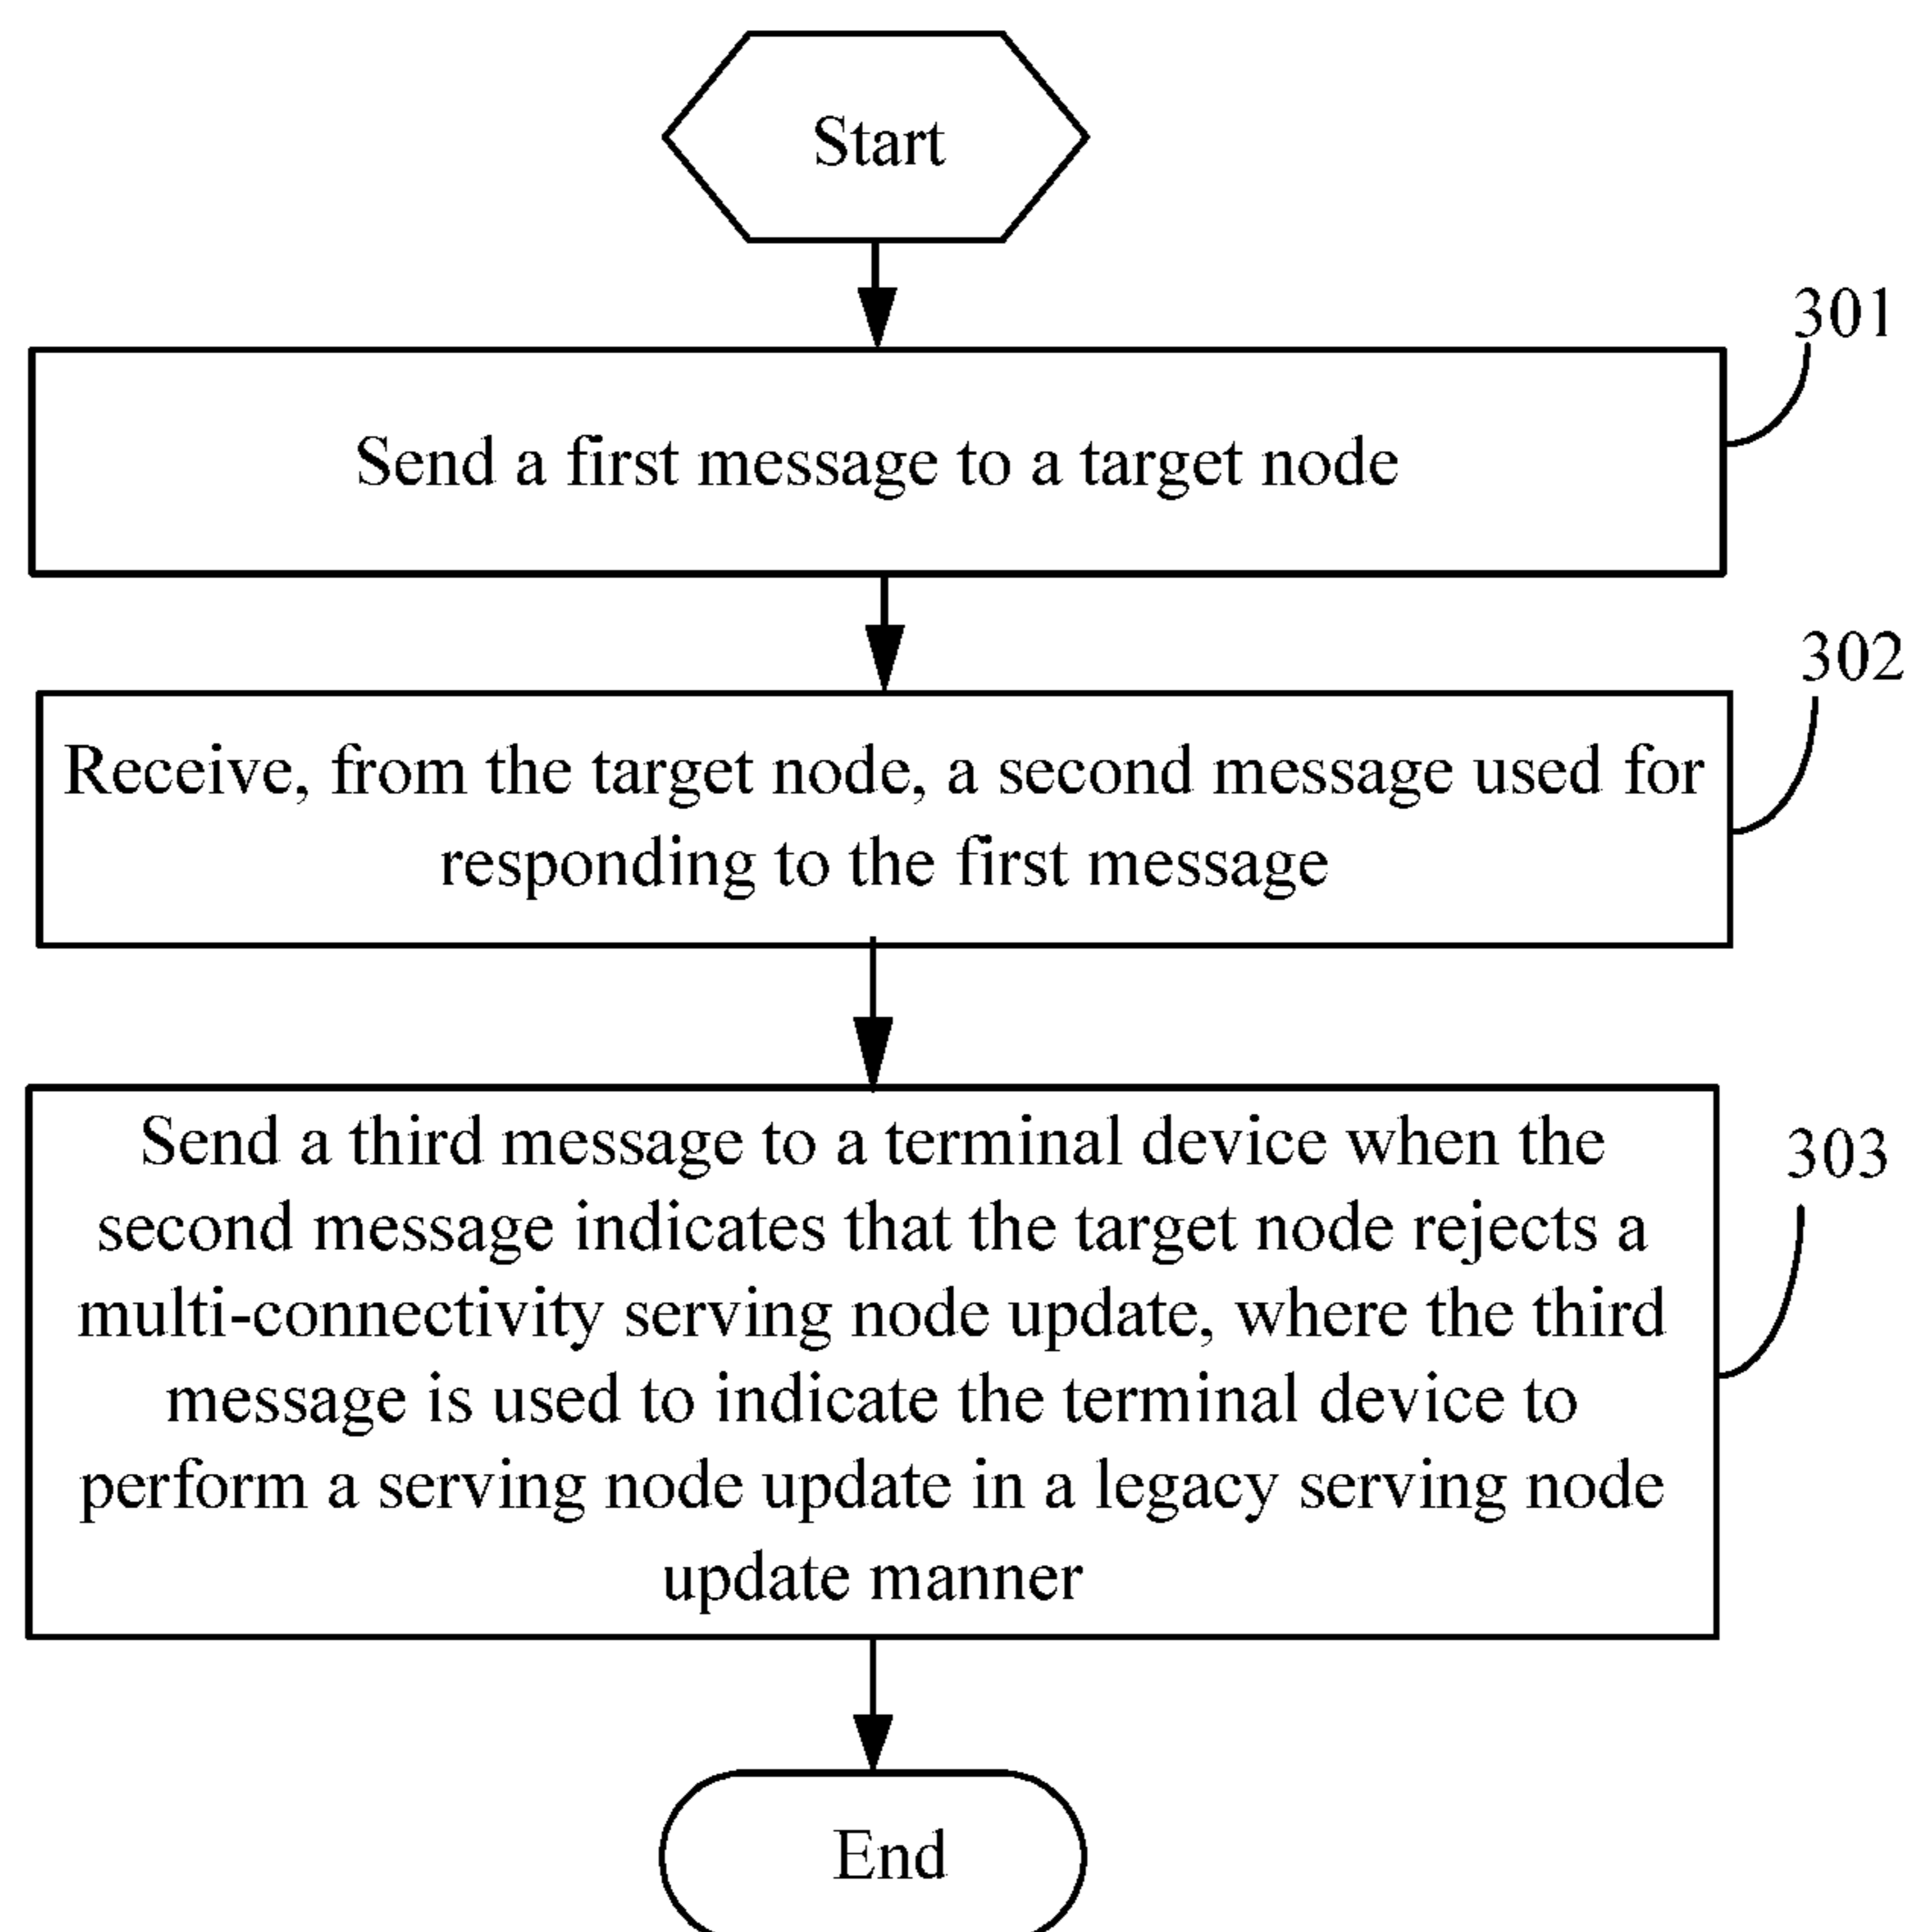 Start
301
Send a first message to a target node
302
Receive, from the target node, a second message used for
responding to the first message
303
Send a third message to a terminal device when the
second message indicates that the target node rejects a
multi-connectivity serving node update, where the third
message is used to indicate the terminal device to
perform a serving node update in a legacy serving node
update manner
End